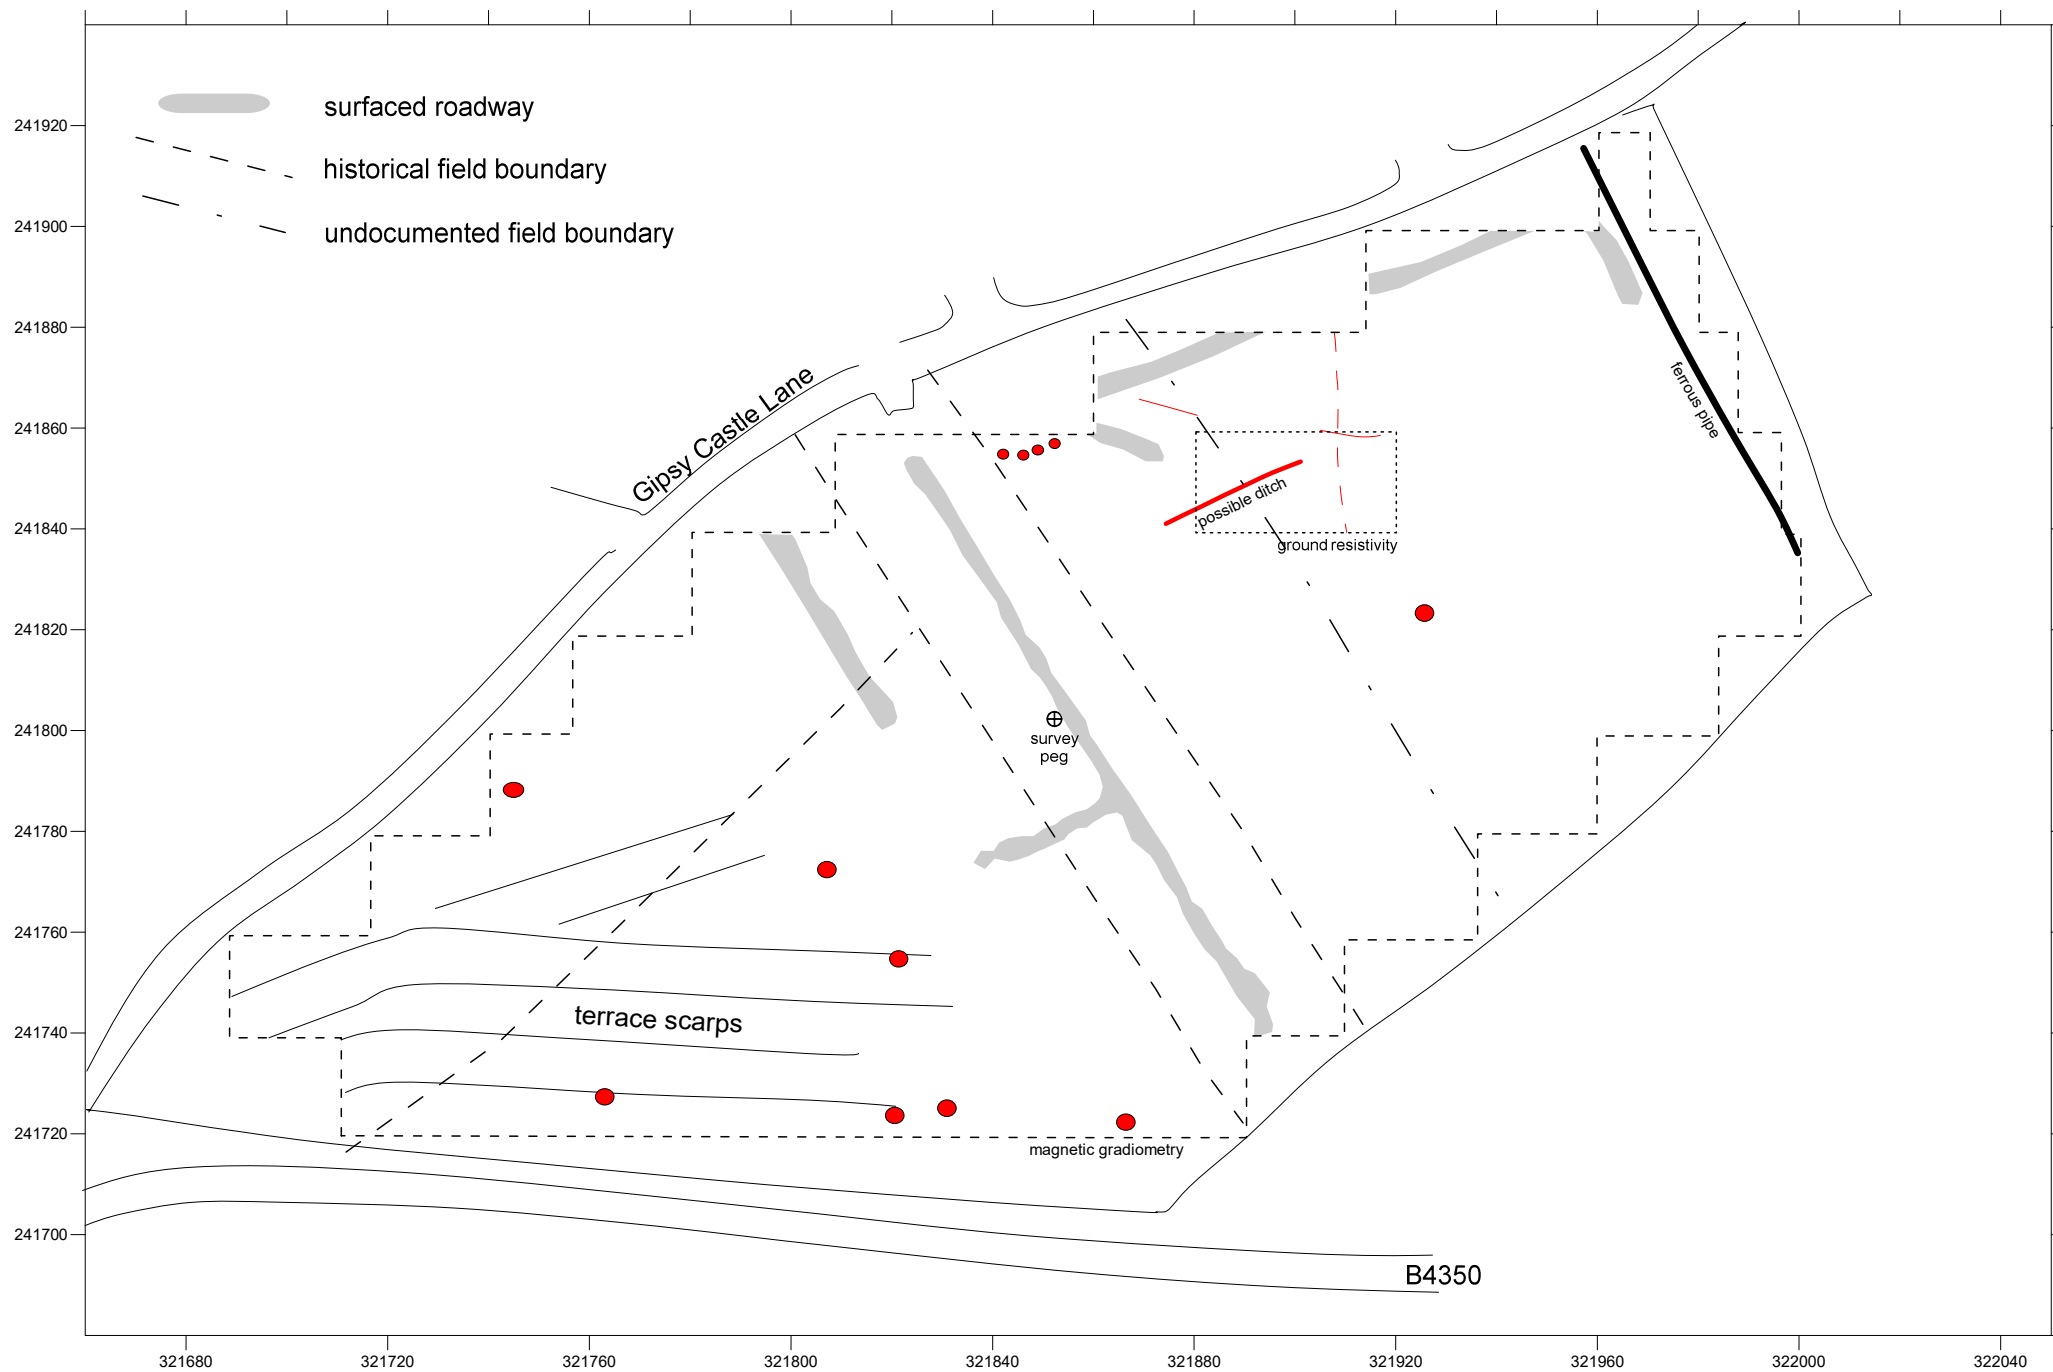 surfaced roadway
241920
historical field boundary
undocumented field boundary
241900
241880
Gipsy Castle Lane
ferrous pipe
241860
possible ditch
241840
ground resistivity
241820
241800
survey
peg
241780
241760
terrace scarps
241740
241720
magnetic gradiometry
241700
B4350
321680
321720
321760
321800
321840
321880
321920
321960
322000
322040